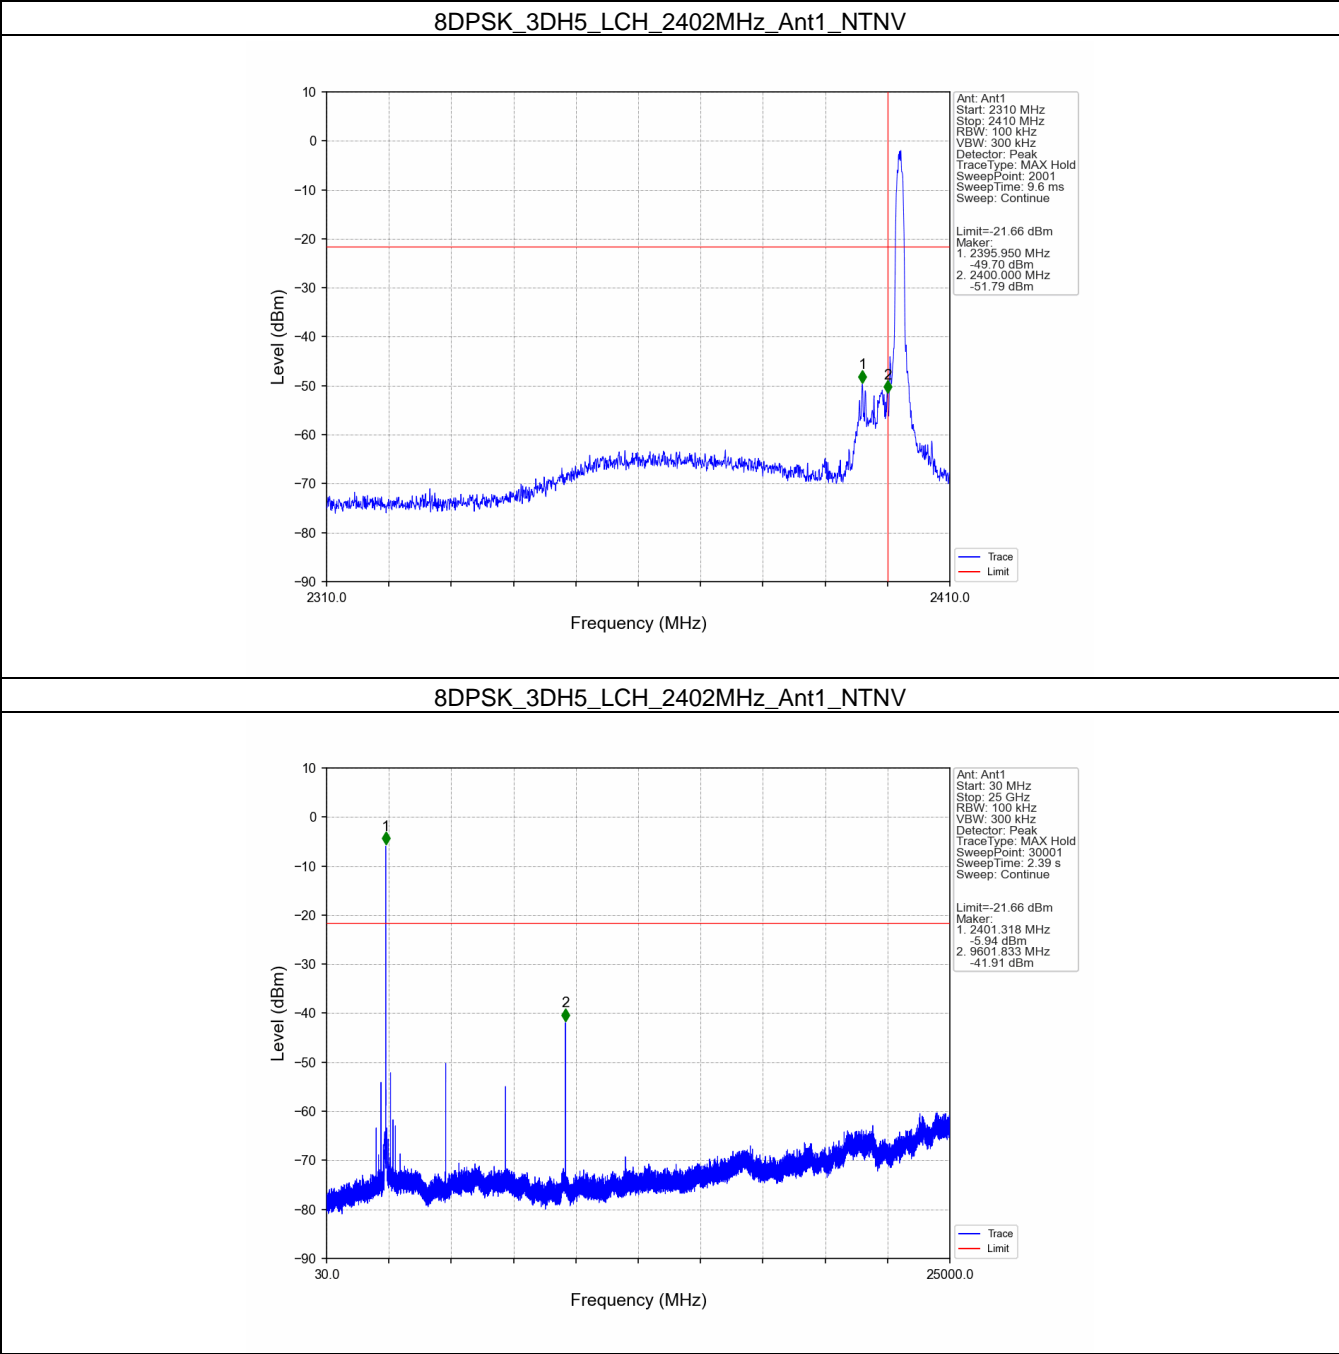 8DPSK_3DH5_LCH_2402MHz_Ant1_NTNV
10
0
−10
−20
−30
−40
−50
−60
−70
−80
−90
Level (dBm)
1
2
2310.0
2410.0
Frequency (MHz)
Ant: Ant1
Start: 2310 MHz
Stop: 2410 MHz
RBW: 100 kHz
VBW: 300 kHz
Detector: Peak
TraceType: MAX Hold
SweepPoint: 2001
SweepTime: 9.6 ms
Sweep: Continue
Limit=-21.66 dBm
Maker:
1. 2395.950 MHz
-49.70 dBm
2. 2400.000 MHz
-51.79 dBm
Trace
Limit
8DPSK_3DH5_LCH_2402MHz_Ant1_NTNV
10
0
−10
−20
−30
−40
−50
−60
−70
−80
−90
Level (dBm)
1
2
30.0
25000.0
Frequency (MHz)
Ant: Ant1
Start: 30 MHz
Stop: 25 GHz
RBW: 100 kHz
VBW: 300 kHz
Detector: Peak
TraceType: MAX Hold
SweepPoint: 30001
SweepTime: 2.39 s
Sweep: Continue
Limit=-21.66 dBm
Maker:
1. 2401.318 MHz
-5.94 dBm
2. 9601.833 MHz
-41.91 dBm
Trace
Limit